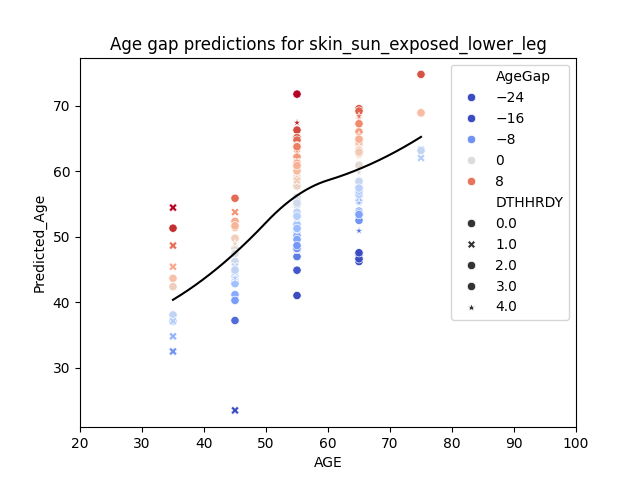 Age gap predictions for skin_sun_exposed_lower_leg
Predicted_Age
70
60
50
40
30
20 30 40 50 60 70 80 90 100
AGE
AgeGap
−24
−16
−8
0
8
DTHHRDY
0.0
1.0
2.0
3.0
4.0